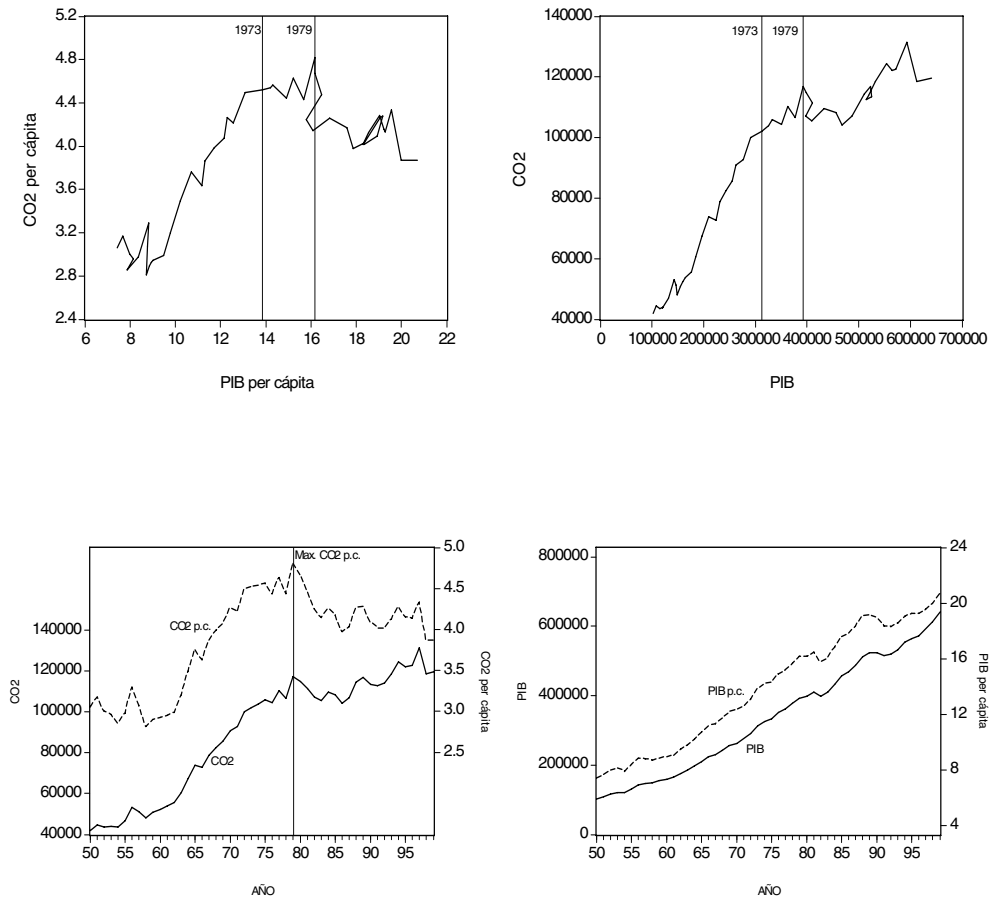 5.2
4.8
4.4
4.0
3.6
3.2
2.8
2.4
CO2 per cápita
1973
1979
6 8 10 12 14 16 18 20 22
PIB per cápita
140000
120000
100000
80000
60000
40000
CO2
1973
1979
0 100000 200000 300000 400000 500000 600000 700000
PIB
140000
120000
100000
80000
60000
40000
CO2
Max. CO2 p.c.
CO2 p.c.
CO2
5.0
4.5
4.0
3.5
3.0
2.5
CO2 per cápita
50 55 60 65 70 75 80 85 90 95
AÑO
800000
600000
400000
200000
0
PIB
PIB p.c.
PIB
24
20
16
12
8
4
PIB per cápita
50 55 60 65 70 75 80 85 90 95
AÑO